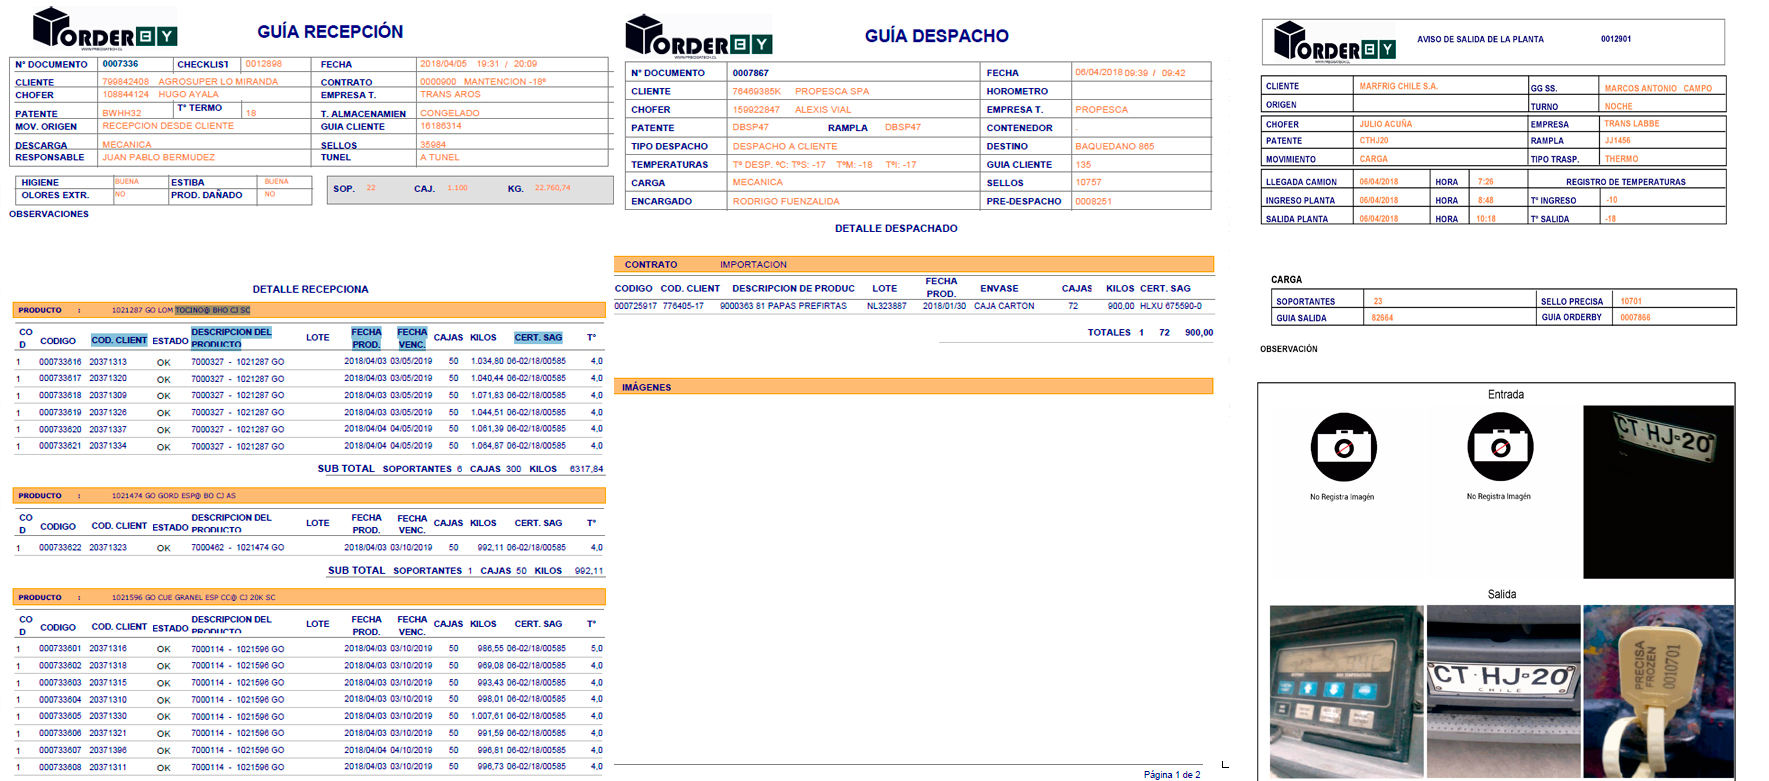 ORDER BY
WWW.PRECISATECH.CL
GUÍA RECEPCIÓN
N° DOCUMENTO 0007336 CHECKLIST 0012898 FECHA 2018/04/05 19:31 / 20:09
CLIENTE 799842408 AGROSUPER LO MIRANDA CONTRATO 0000900 MANTENCION -18º
CHOFER 108844124 HUGO AYALA EMPRESA T. TRANS AROS
PATENTE BWHH32 T° TERMO 18 T. ALMACENAMIEN CONGELADO
MOV. ORIGEN RECEPCION DESDE CLIENTE GUIA CLIENTE 16186314
DESCARGA MECANICA SELLOS 35984
RESPONSABLE JUAN PABLO BERMUDEZ TUNEL A TUNEL
HIGIENE BUENA ESTIBA BUENA
OLORES EXTR. NO PROD. DAÑADO NO
SOP. 22 CAJ. 1.100 KG. 22.760,74
OBSERVACIONES
DETALLE RECEPCIONA
PRODUCTO : 1021287 GO LOM TOCINO@ BHO CJ SC
CO D CODIGO COD. CLIENT ESTADO DESCRIPCION DEL PRODUCTO LOTE FECHA PROD. FECHA VENC. CAJAS KILOS CERT. SAG T°
1 000733616 20371313 OK 7000327 - 1021287 GO 2018/04/03 03/05/2019 50 1.034,80 06-02/18/00585 4,0
1 000733617 20371320 OK 7000327 - 1021287 GO 2018/04/03 03/05/2019 50 1.040,44 06-02/18/00585 4,0
1 000733618 20371309 OK 7000327 - 1021287 GO 2018/04/03 03/05/2019 50 1.071,83 06-02/18/00585 4,0
1 000733619 20371326 OK 7000327 - 1021287 GO 2018/04/03 03/05/2019 50 1.044,51 06-02/18/00585 4,0
1 000733620 20371337 OK 7000327 - 1021287 GO 2018/04/04 04/05/2019 50 1.061,39 06-02/18/00585 4,0
1 000733621 20371334 OK 7000327 - 1021287 GO 2018/04/04 04/05/2019 50 1.064,87 06-02/18/00585 4,0
SUB TOTAL SOPORTANTES 6 CAJAS 300 KILOS 6317,84
PRODUCTO : 1021474 GO GORD ESP@ BO CJ AS
CO D CODIGO COD. CLIENT ESTADO DESCRIPCION DEL PRODUCTO LOTE FECHA PROD. FECHA VENC. CAJAS KILOS CERT. SAG T°
1 000733622 20371323 OK 7000462 - 1021474 GO 2018/04/03 03/10/2019 50 992,11 06-02/18/00585 4,0
SUB TOTAL SOPORTANTES 1 CAJAS 50 KILOS 992,11
PRODUCTO : 1021596 GO CUE GRANEL ESP CC@ CJ 20K SC
CO D CODIGO COD. CLIENT ESTADO DESCRIPCION DEL PRODUCTO LOTE FECHA PROD. FECHA VENC. CAJAS KILOS CERT. SAG T°
1 000733601 20371316 OK 7000114 - 1021596 GO 2018/04/03 03/10/2019 50 986,55 06-02/18/00585 5,0
1 000733602 20371318 OK 7000114 - 1021596 GO 2018/04/03 03/10/2019 50 969,08 06-02/18/00585 4,0
1 000733603 20371315 OK 7000114 - 1021596 GO 2018/04/03 03/10/2019 50 993,43 06-02/18/00585 4,0
1 000733604 20371310 OK 7000114 - 1021596 GO 2018/04/03 03/10/2019 50 998,01 06-02/18/00585 4,0
1 000733605 20371330 OK 7000114 - 1021596 GO 2018/04/03 03/10/2019 50 1.007,61 06-02/18/00585 4,0
1 000733606 20371321 OK 7000114 - 1021596 GO 2018/04/03 03/10/2019 50 991,59 06-02/18/00585 4,0
1 000733607 20371396 OK 7000114 - 1021596 GO 2018/04/04 04/10/2019 50 996,81 06-02/18/00585 4,0
1 000733608 20371311 OK 7000114 - 1021596 GO 2018/04/03 03/10/2019 50 996,73 06-02/18/00585 4,0
ORDER BY
WWW.PRECISATECH.CL
GUÍA DESPACHO
N° DOCUMENTO 0007867 FECHA 06/04/2018 09:39 / 09:42
CLIENTE 76469385K PROPESCA SPA HOROMETRO
CHOFER 159922847 ALEXIS VIAL EMPRESA T. PROPESCA
PATENTE DBSP47 RAMPLA DBSP47 CONTENEDOR .
TIPO DESPACHO DESPACHO A CLIENTE DESTINO BAQUEDANO 865
TEMPERATURAS Tº DESP. ºC: TºS: -17 TºM: -18 TºI: -17 GUIA CLIENTE 135
CARGA MECANICA SELLOS 10757
ENCARGADO RODRIGO FUENZALIDA PRE-DESPACHO 0008251
DETALLE DESPACHADO
CONTRATO IMPORTACION
CODIGO COD. CLIENT DESCRIPCION DE PRODUC LOTE FECHA PROD. ENVASE CAJAS KILOS CERT. SAG
000725917 776405-17 9000363 81 PAPAS PREFIRTAS NL323887 2018/01/30 CAJA CARTON 72 900,00 HLXU 675590-0
TOTALES 1 72 900,00
IMÁGENES
Página 1 de 2
ORDER BY
AVISO DE SALIDA DE LA PLANTA 0012901
CLIENTE MARFRIG CHILE S.A. GG SS. MARCOS ANTONIO CAMPO
ORIGEN TURNO NOCHE
CHOFER JULIO ACUÑA EMPRESA TRANS LABBE
PATENTE CTHJ20 RAMPLA JJ1456
MOVIMIENTO CARGA TIPO TRASP. THERMO
LLEGADA CAMION 06/04/2018 HORA 7:26 REGISTRO DE TEMPERATURAS
INGRESO PLANTA 06/04/2018 HORA 8:48 T° INGRESO -10
SALIDA PLANTA 06/04/2018 HORA 10:18 T° SALIDA -18
CARGA
SOPORTANTES 23 SELLO PRECISA 10701
GUIA SALIDA 82664 GUIA ORDERBY 0007866
OBSERVACIÓN
Entrada
No Registra Imagén
No Registra Imagén
CT HJ-20
CHILE
Salida
CT·HJ·20
CHILE
PRECISA
FROZEN
0010701